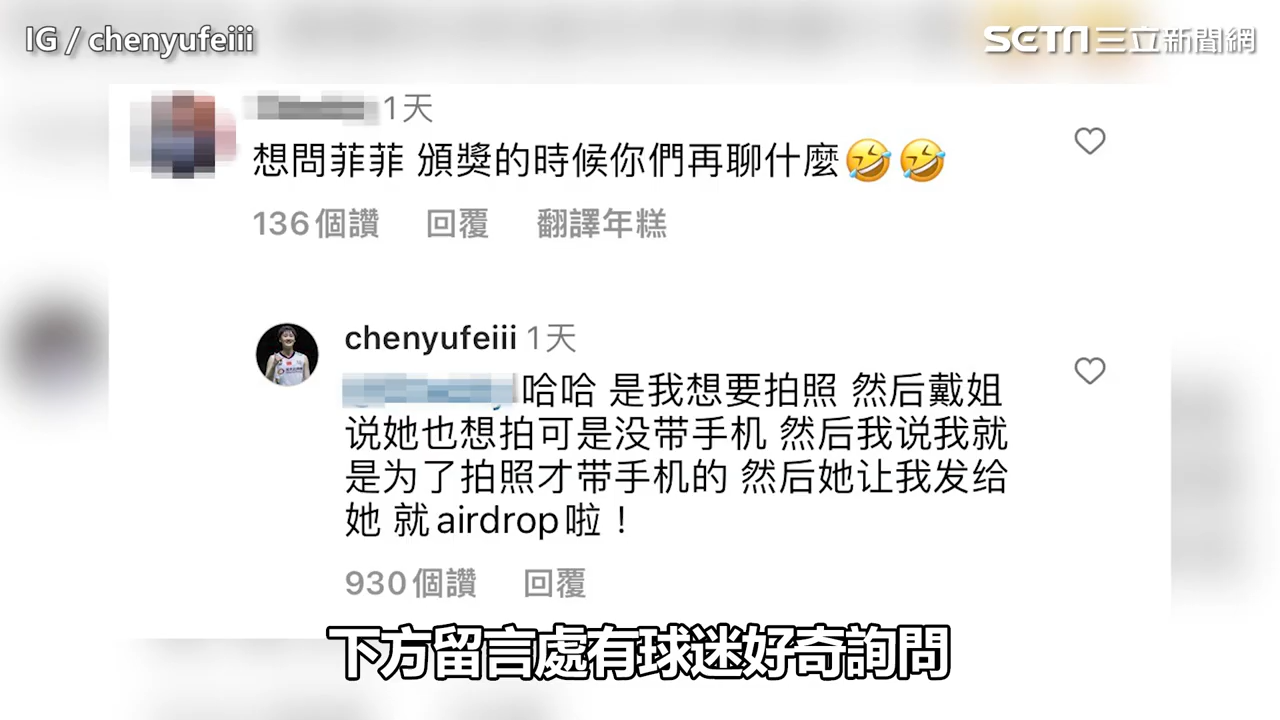 IG / chenyufeiii
SETN三立新聞網
1天
想問菲菲 頒獎的時候你們再聊什麼🤣🤣
136個讚 回覆 翻譯年糕
chenyufeiii 1天
哈哈 是我想要拍照 然后戴姐
说她也想拍可是没带手机 然后我说我就
是为了拍照才带手机的 然后她让我发给
她 就airdrop啦！
930個讚 回覆
下方留言處有球迷好奇詢問